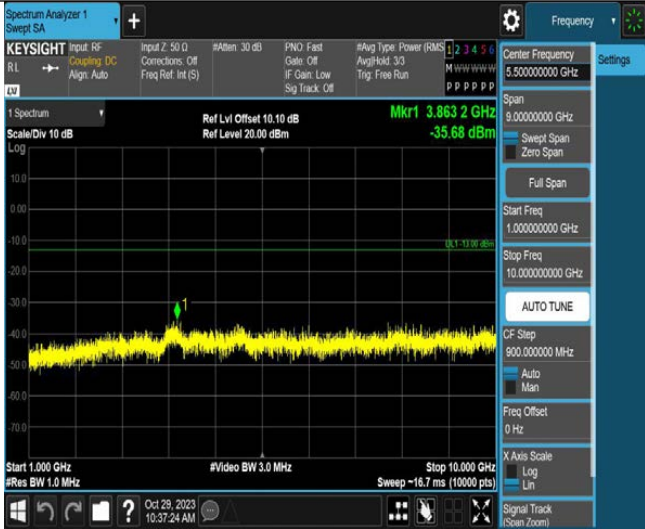 Spectrum Analyzer 1
Swept SA
+
Frequency
KEYSIGHT
RL
Input: RF
Coupling: DC
Align: Auto
Input Z: 50 Ω
Corrections: Off
Freq Ref: Int (S)
#Atten: 30 dB
PNO: Fast
Gate: Off
IF Gain: Low
Sig Track: Off
#Avg Type: Power (RMS
Avg|Hold: 3/3
Trig: Free Run
1 2 3 4 5 6
M W W W W W
P P P P P P
LXI
1 Spectrum
Scale/Div 10 dB
Ref Lvl Offset 10.10 dB
Ref Level 20.00 dBm
Mkr1 3.863 2 GHz
-35.68 dBm
Log
10.0
0.00
-10.0
DL1 -13.00 dBm
-20.0
-30.0
1
-40.0
-50.0
-60.0
-70.0
Start 1.000 GHz
#Res BW 1.0 MHz
#Video BW 3.0 MHz
Stop 10.000 GHz
Sweep ~16.7 ms (10000 pts)
Center Frequency
5.500000000 GHz
Settings
Span
9.00000000 GHz
Swept Span
Zero Span
Full Span
Start Freq
1.000000000 GHz
Stop Freq
10.000000000 GHz
AUTO TUNE
CF Step
900.000000 MHz
Auto
Man
Freq Offset
0 Hz
X Axis Scale
Log
Lin
Signal Track
(Span Zoom)
?
Oct 29, 2023
10:37:24 AM